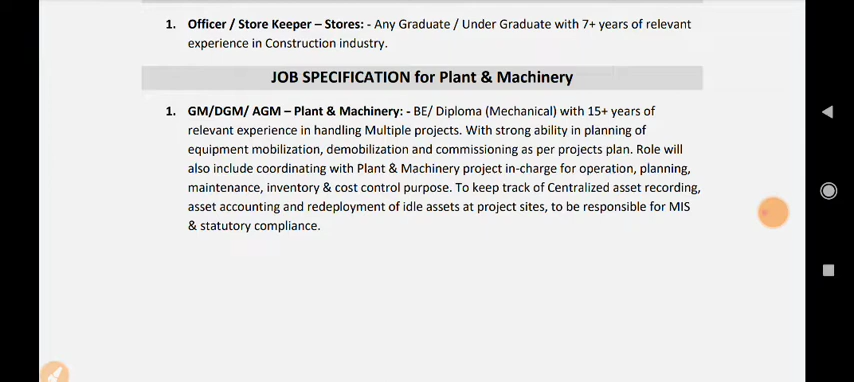 1. Officer / Store Keeper – Stores: - Any Graduate / Under Graduate with 7+ years of relevant
experience in Construction industry.
JOB SPECIFICATION for Plant & Machinery
1. GM/DGM/ AGM – Plant & Machinery: - BE/ Diploma (Mechanical) with 15+ years of
relevant experience in handling Multiple projects. With strong ability in planning of
equipment mobilization, demobilization and commissioning as per projects plan. Role will
also include coordinating with Plant & Machinery project in-charge for operation, planning,
maintenance, inventory & cost control purpose. To keep track of Centralized asset recording,
asset accounting and redeployment of idle assets at project sites, to be responsible for MIS
& statutory compliance.